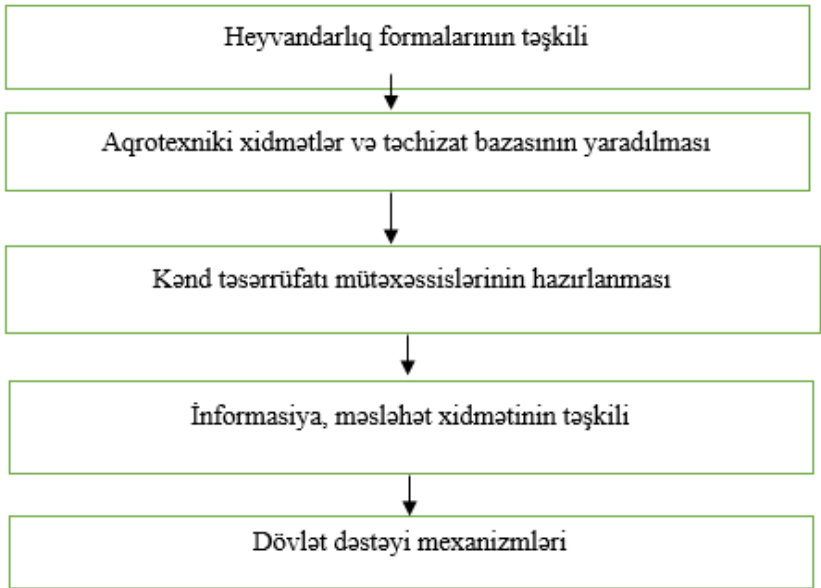 Heyvandarlıq formalarının təşkili
Aqrotexniki xidmətlər və təchizat bazasının yaradılması
Kənd təsərrüfatı mütəxəssislərinin hazırlanması
İnformasiya, məsləhət xidmətinin təşkili
Dövlət dəstəyi mexanizmləri